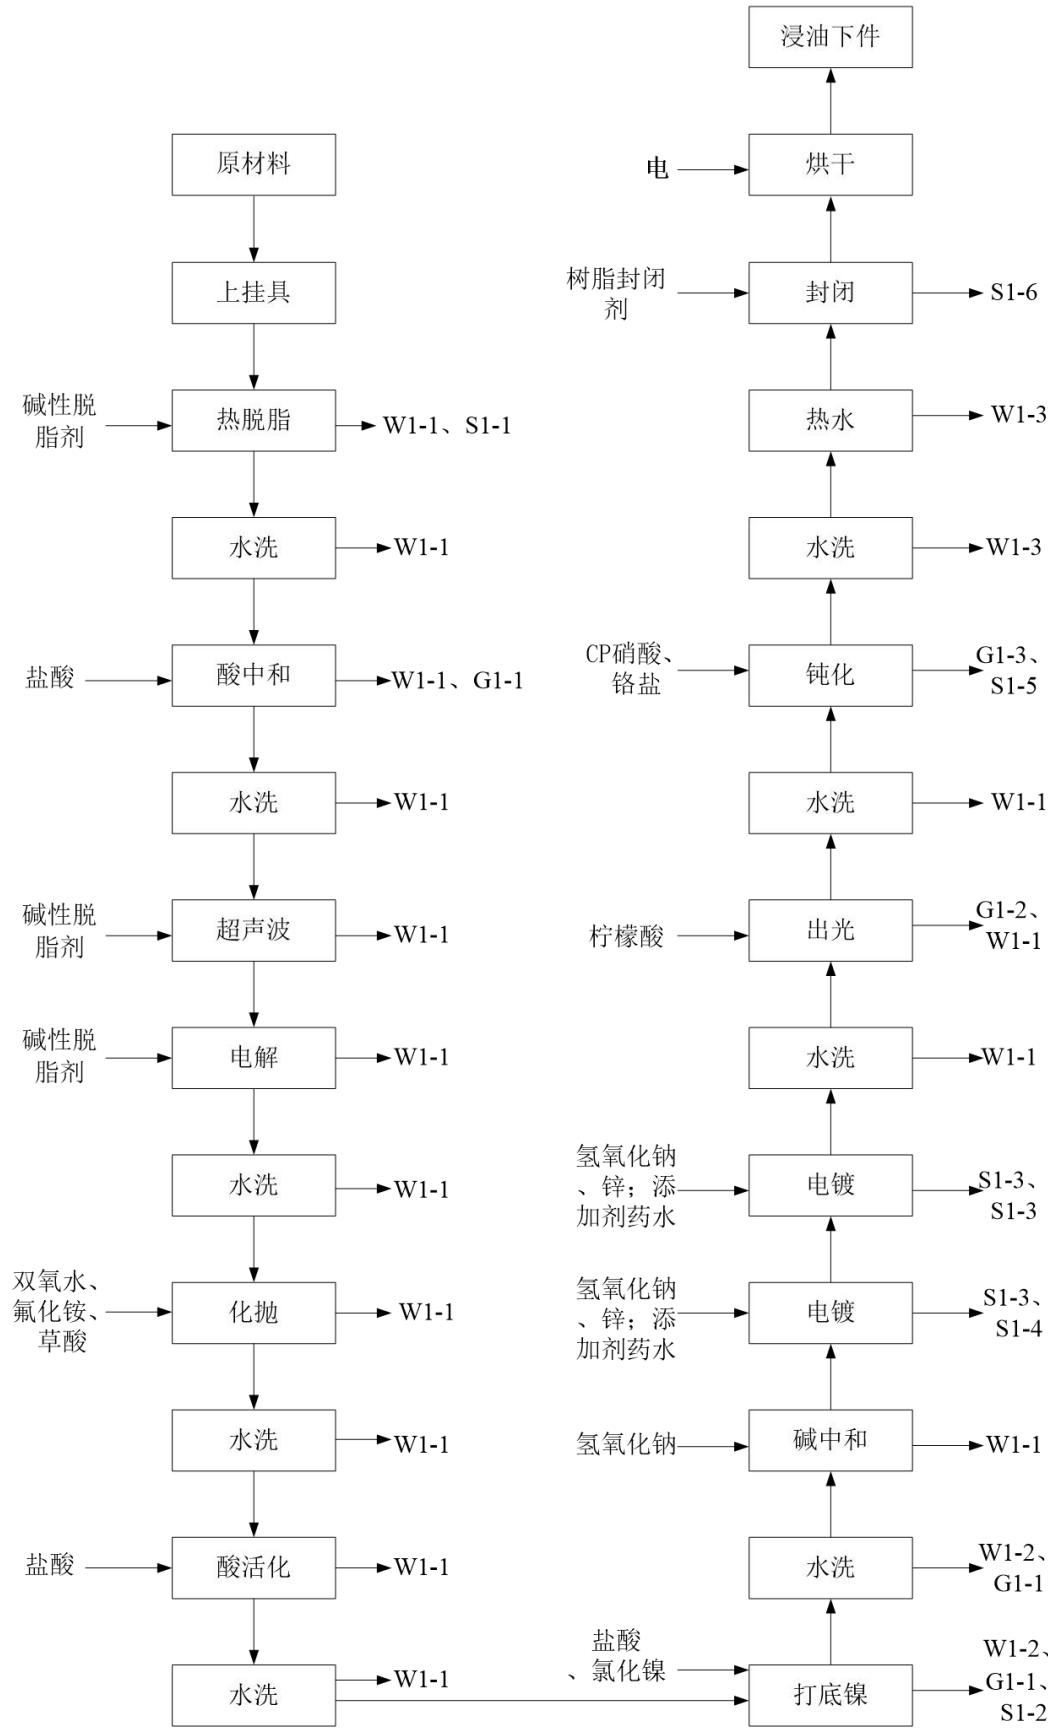 原材料
上挂具
碱性脱
脂剂
热脱脂
W1-1、S1-1
水洗
W1-1
盐酸
酸中和
W1-1、G1-1
水洗
W1-1
碱性脱
脂剂
超声波
W1-1
碱性脱
脂剂
电解
W1-1
水洗
W1-1
双氧水、
氟化铵、
草酸
化抛
W1-1
水洗
W1-1
盐酸
酸活化
W1-1
水洗
W1-1
盐酸
、氯化镍
打底镍
W1-2、
G1-1、
S1-2
水洗
W1-2、
G1-1
氢氧化钠
碱中和
W1-1
氢氧化钠
、锌；添
加剂药水
电镀
S1-3、
S1-4
氢氧化钠
、锌；添
加剂药水
电镀
S1-3、
S1-3
水洗
W1-1
柠檬酸
出光
G1-2、
W1-1
水洗
W1-1
CP硝酸、
铬盐
钝化
G1-3、
S1-5
水洗
W1-3
热水
W1-3
树脂封闭
剂
封闭
S1-6
电
烘干
浸油下件